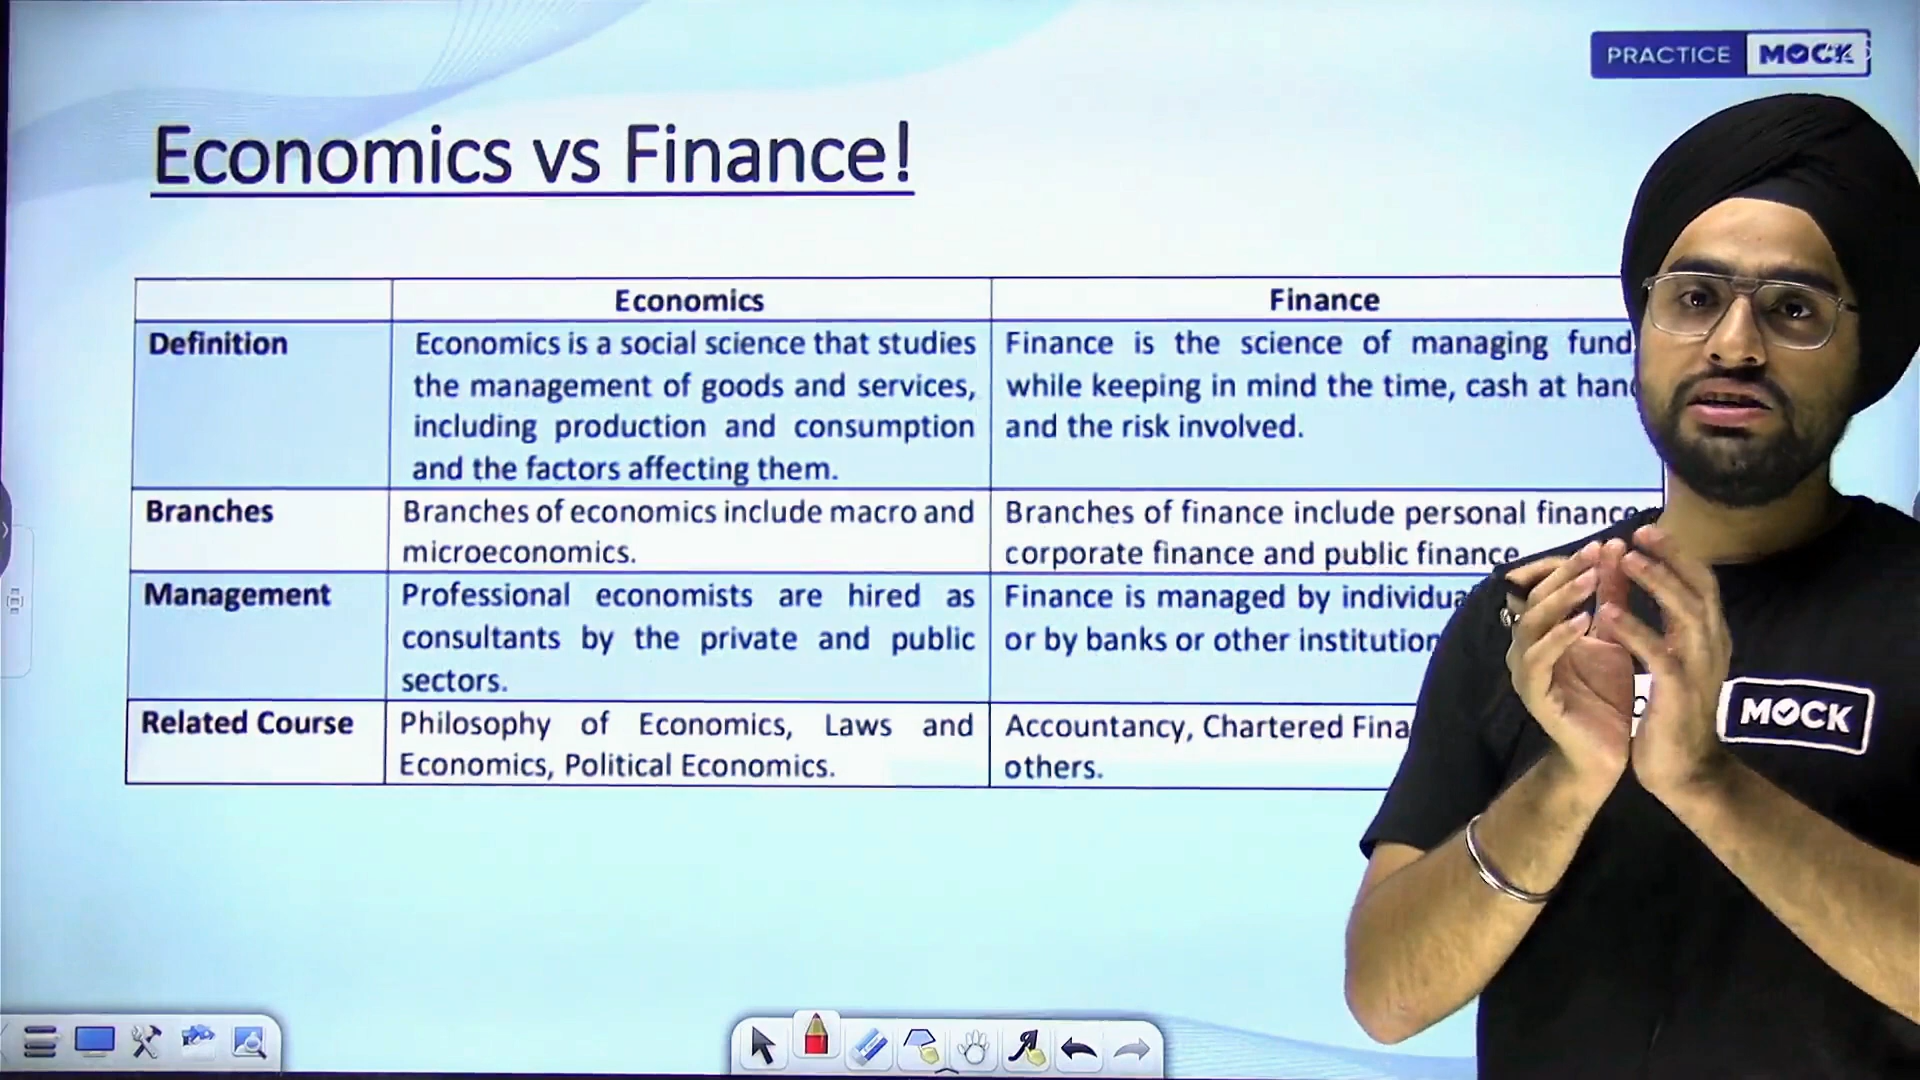 PRACTICE MOCK
Economics vs Finance!
Economics
Finance
Definition
Economics is a social science that studies
the management of goods and services,
including production and consumption
and the factors affecting them.
Finance is the science of managing
while keeping in mind the time, cash at
and the risk involved.
Branches
Branches of economics include macro and
microeconomics.
Branches of finance include personal finance
corporate finance and public finance
Management
Professional economists are hired as
consultants by the private and public
sectors.
Finance is managed by
or by banks or other
Related Course
Philosophy of Economics, Laws and
Economics, Political Economics.
Accountancy, Chartered
others.
MOCK